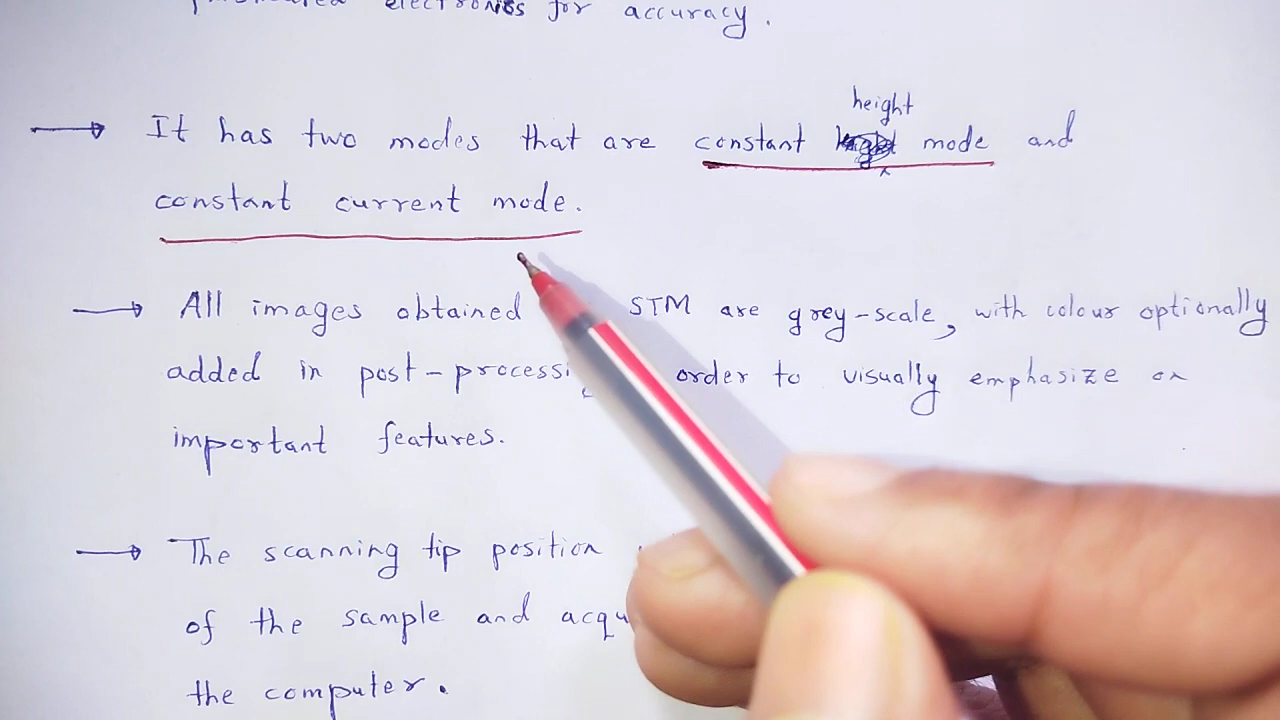 electronics for accuracy.
→ It has two modes that are constant height mode and
constant current mode.
→ All images obtained STM are grey-scale, with colour optionally
added in post-processi order to visually emphasize on
important features.
→ The scanning tip position
of the sample and acqu
the computer.